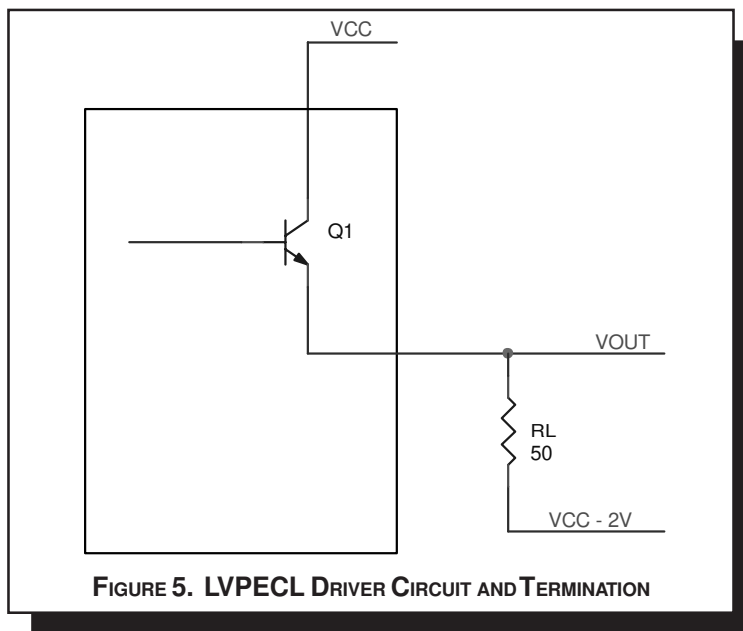 VCC
Q1
VOUT
RL
50
VCC - 2V
FIGURE 5. LVPECL DRIVER CIRCUIT AND TERMINATION